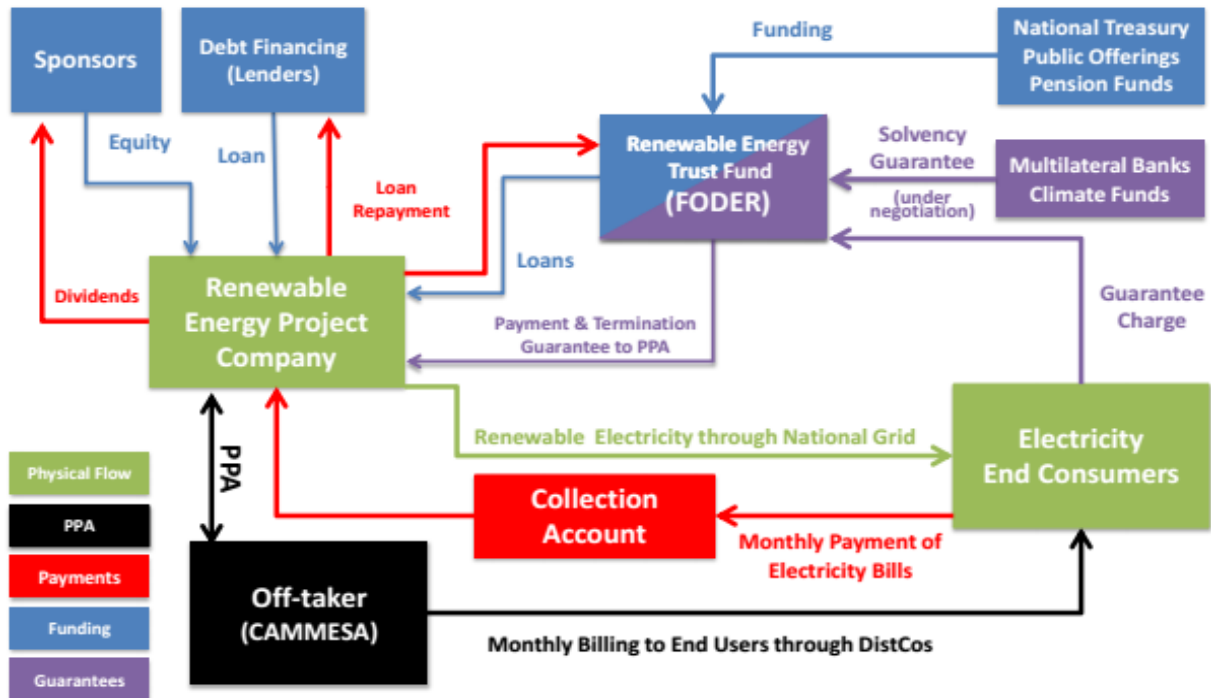 Sponsors
Debt Financing
(Lenders)
Funding
National Treasury
Public Offerings
Pension Funds
Equity
Loan
Loan
Repayment
Renewable Energy
Trust Fund
(FODER)
Solvency
Guarantee
(under
negotiation)
Multilateral Banks
Climate Funds
Dividends
Renewable
Energy Project
Company
Loans
Payment & Termination
Guarantee to PPA
Guarantee
Charge
PPA
Renewable Electricity through National Grid
Electricity
End Consumers
Collection
Account
Monthly Payment of
Electricity Bills
Off-taker
(CAMMESA)
Monthly Billing to End Users through DistCos
Physical Flow
PPA
Payments
Funding
Guarantees